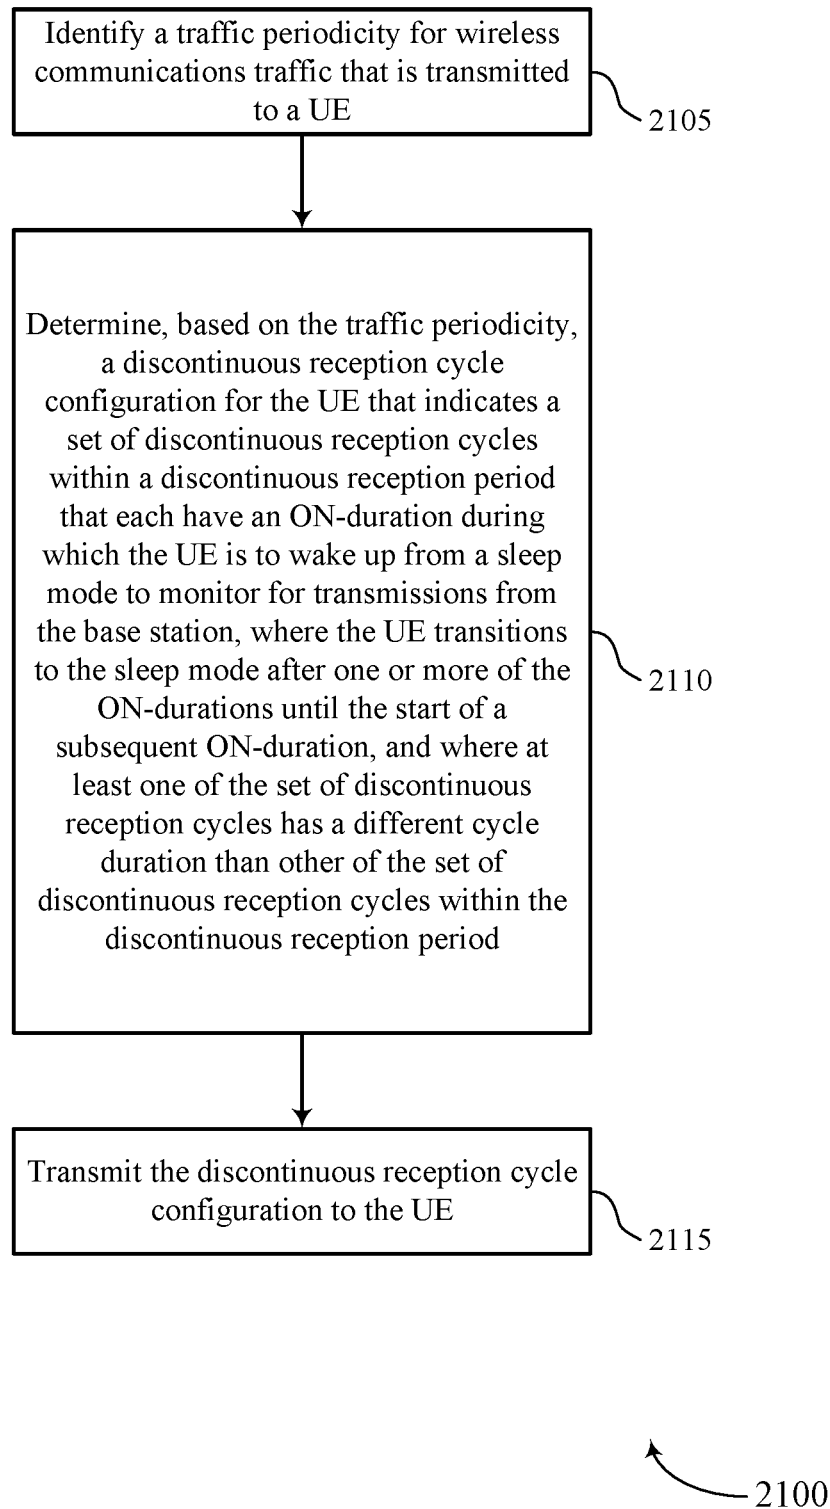 Identify a traffic periodicity for wireless
communications traffic that is transmitted
to a UE
2105
Determine, based on the traffic periodicity,
a discontinuous reception cycle
configuration for the UE that indicates a
set of discontinuous reception cycles
within a discontinuous reception period
that each have an ON-duration during
which the UE is to wake up from a sleep
mode to monitor for transmissions from
the base station, where the UE transitions
to the sleep mode after one or more of the
ON-durations until the start of a
subsequent ON-duration, and where at
least one of the set of discontinuous
reception cycles has a different cycle
duration than other of the set of
discontinuous reception cycles within the
discontinuous reception period
2110
Transmit the discontinuous reception cycle
configuration to the UE
2115
2100